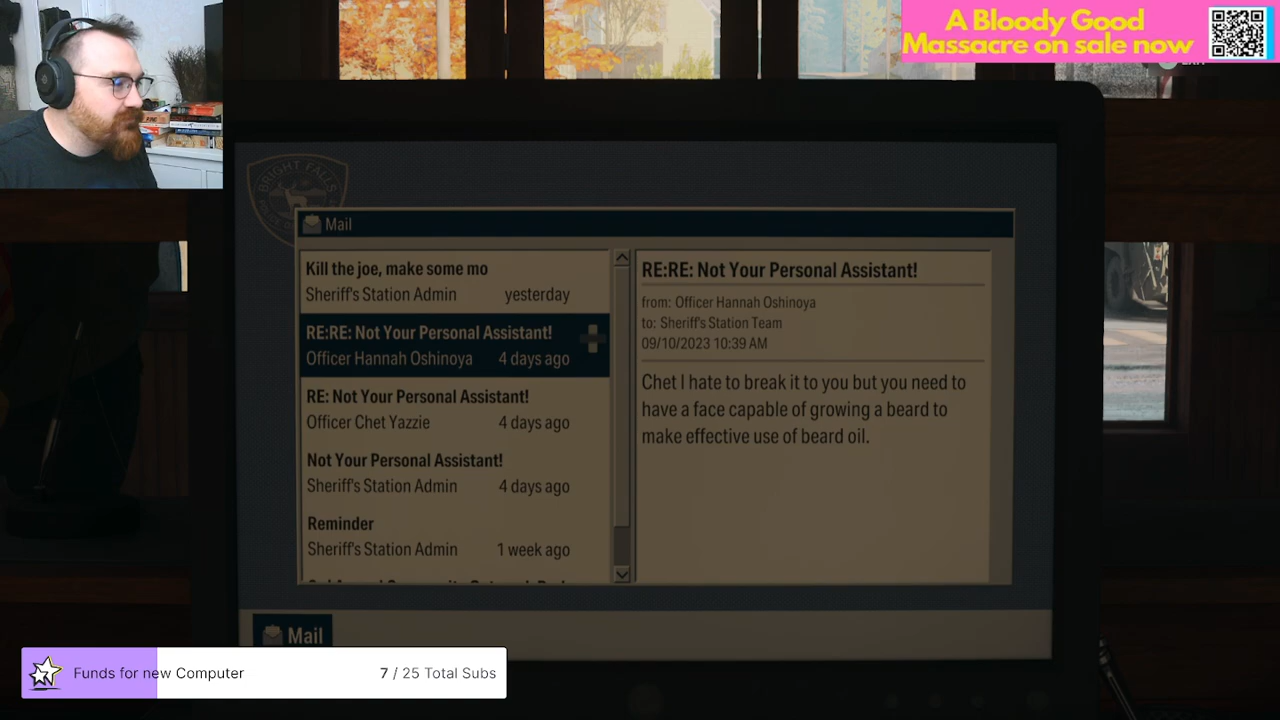 A Bloody Good
Massacre on sale now
BRIGHT FALLS
Mail
Kill the joe, make some mo
Sheriff's Station Admin yesterday
RE:RE: Not Your Personal Assistant!
Officer Hannah Oshinoya 4 days ago
RE: Not Your Personal Assistant!
Officer Chet Yazzie 4 days ago
Not Your Personal Assistant!
Sheriff's Station Admin 4 days ago
Reminder
Sheriff's Station Admin 1 week ago
RE:RE: Not Your Personal Assistant!
from: Officer Hannah Oshinoya
to: Sheriff's Station Team
09/10/2023 10:39 AM
Chet I hate to break it to you but you need to
have a face capable of growing a beard to
make effective use of beard oil.
Mail
Funds for new Computer 7 / 25 Total Subs